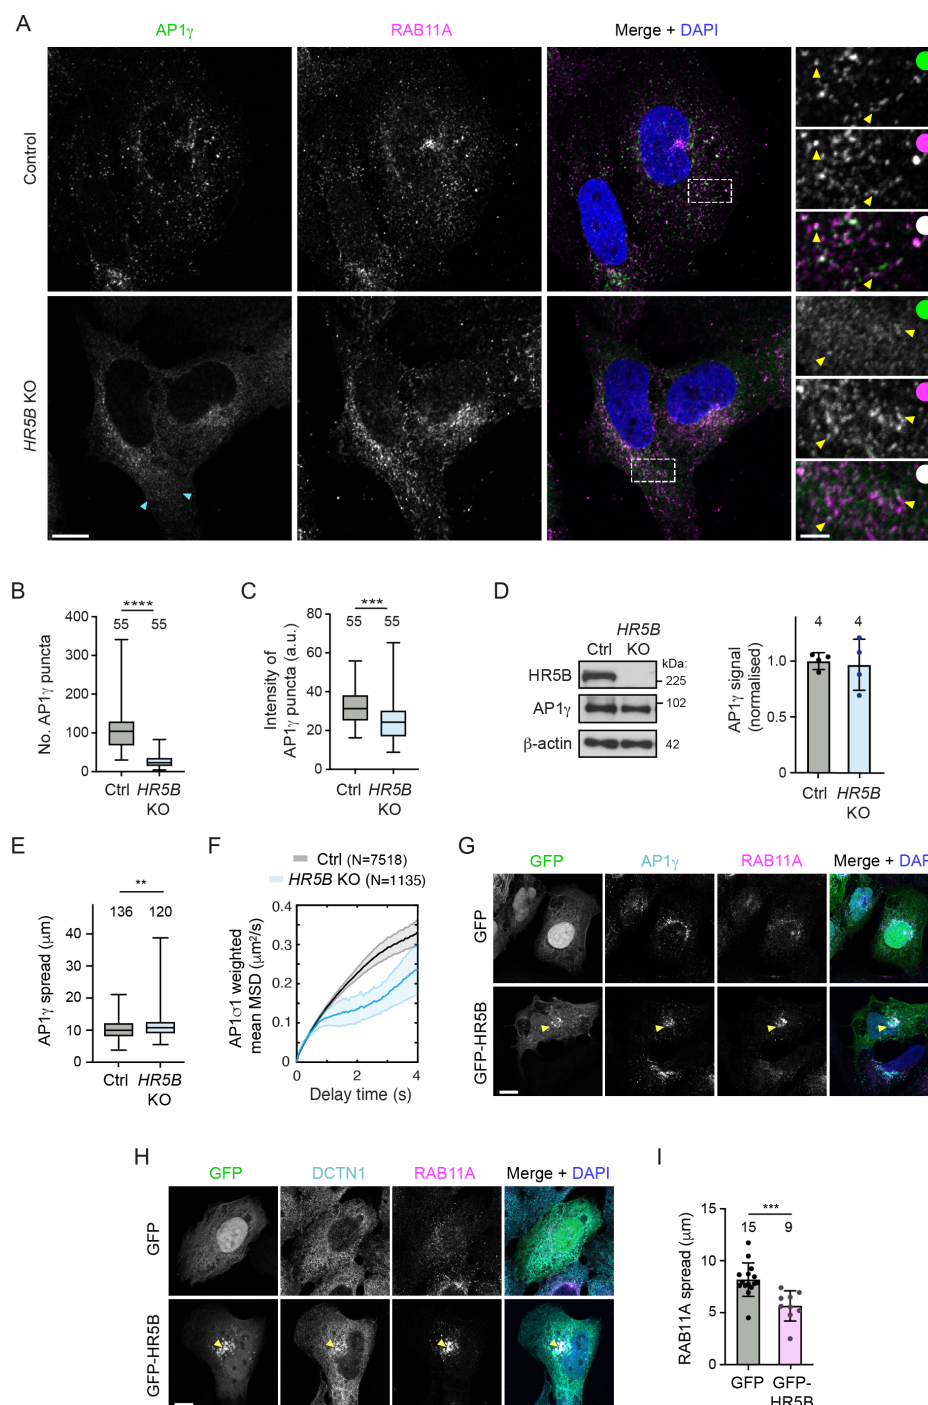 A
AP1γ
RAB11A
Merge + DAPI
Control
HR5B KO
B
****
55 55
400
300
200
100
0
No. AP1γ puncta
Ctrl HR5B
KO
C
***
55 55
80
60
40
20
0
Intensity of
AP1γ puncta (a.u.)
Ctrl HR5B
KO
D
HR5B
Ctrl KO
kDa:
HR5B
225
AP1γ
102
β-actin
42
4 4
1.0
0.5
0
AP1γ signal
(normalised)
Ctrl HR5B
KO
E
**
136 120
40
30
20
10
0
AP1γ spread (μm)
Ctrl HR5B
KO
F
Ctrl (N=7518)
HR5B KO (N=1135)
0.4
0.3
0.2
0.1
0
AP1σ1 weighted
mean MSD (μm²/s)
0 2 4
Delay time (s)
G
GFP
AP1γ
RAB11A
Merge + DAP
GFP
GFP-HR5B
H
GFP
DCTN1
RAB11A
Merge + DAPI
GFP
GFP-HR5B
I
***
15 9
15
10
5
0
RAB11A spread (μm)
GFP GFP-
HR5B